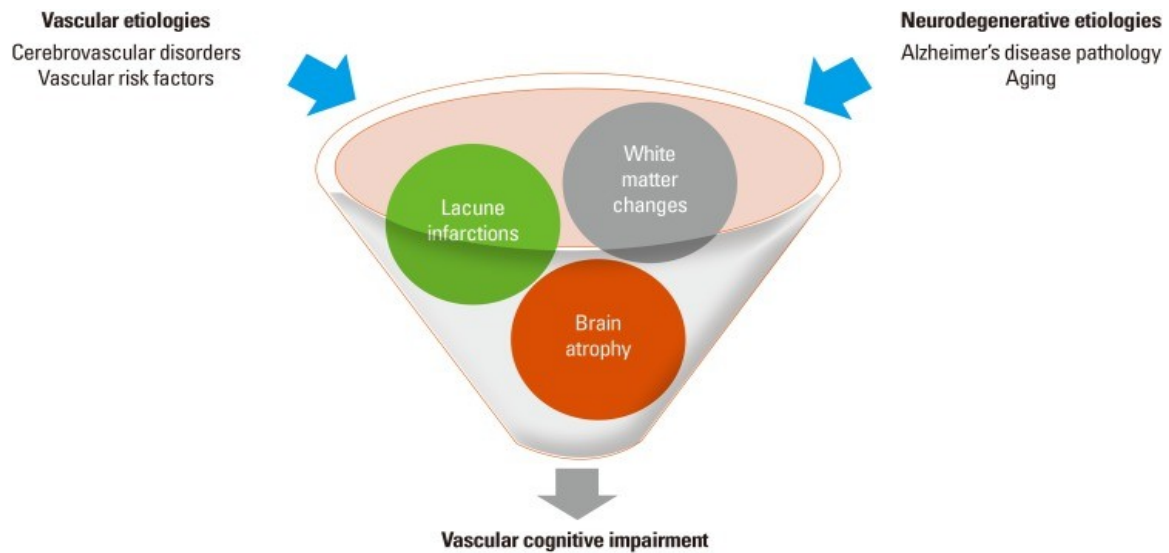 Vascular etiologies
Cerebrovascular disorders
Vascular risk factors
Neurodegenerative etiologies
Alzheimer's disease pathology
Aging
White
matter
changes
Lacune
infarctions
Brain
atrophy
Vascular cognitive impairment